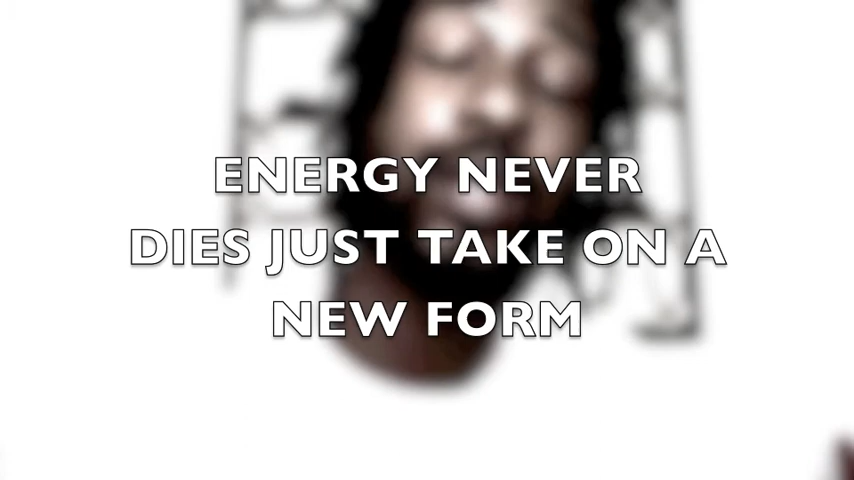 ENERGY NEVER
DIES JUST TAKE ON A
NEW FORM